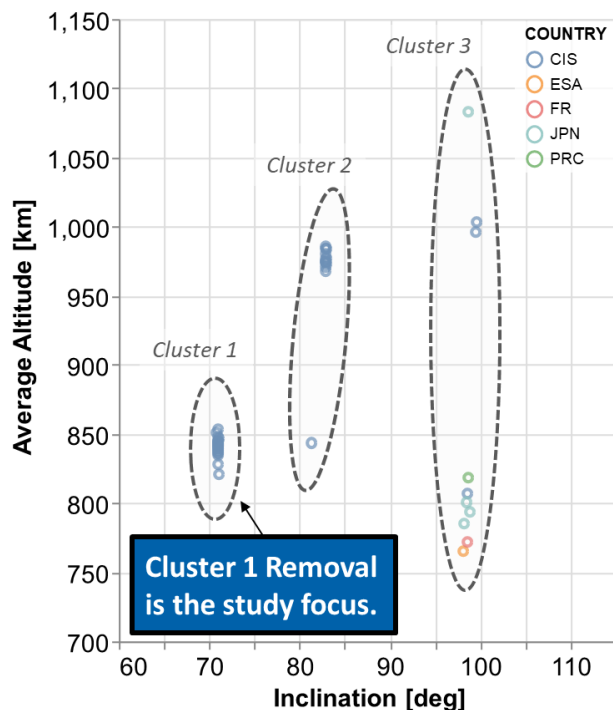 1,150
1,100
1,050
1,000
950
900
850
800
750
700
Average Altitude [km]
60
70
80
90
100
110
Inclination [deg]
Cluster 1
Cluster 2
Cluster 3
COUNTRY
CIS
ESA
FR
JPN
PRC
Cluster 1 Removal
is the study focus.